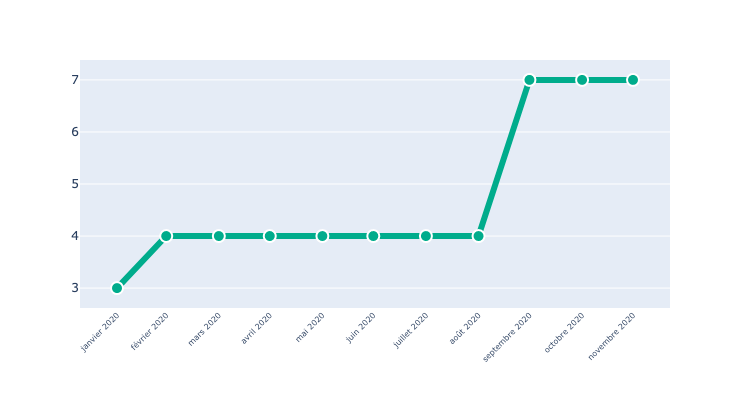 7
6
5
4
3
janvier 2020
février 2020
mars 2020
avril 2020
mai 2020
juin 2020
juillet 2020
août 2020
septembre 2020
octobre 2020
novembre 2020